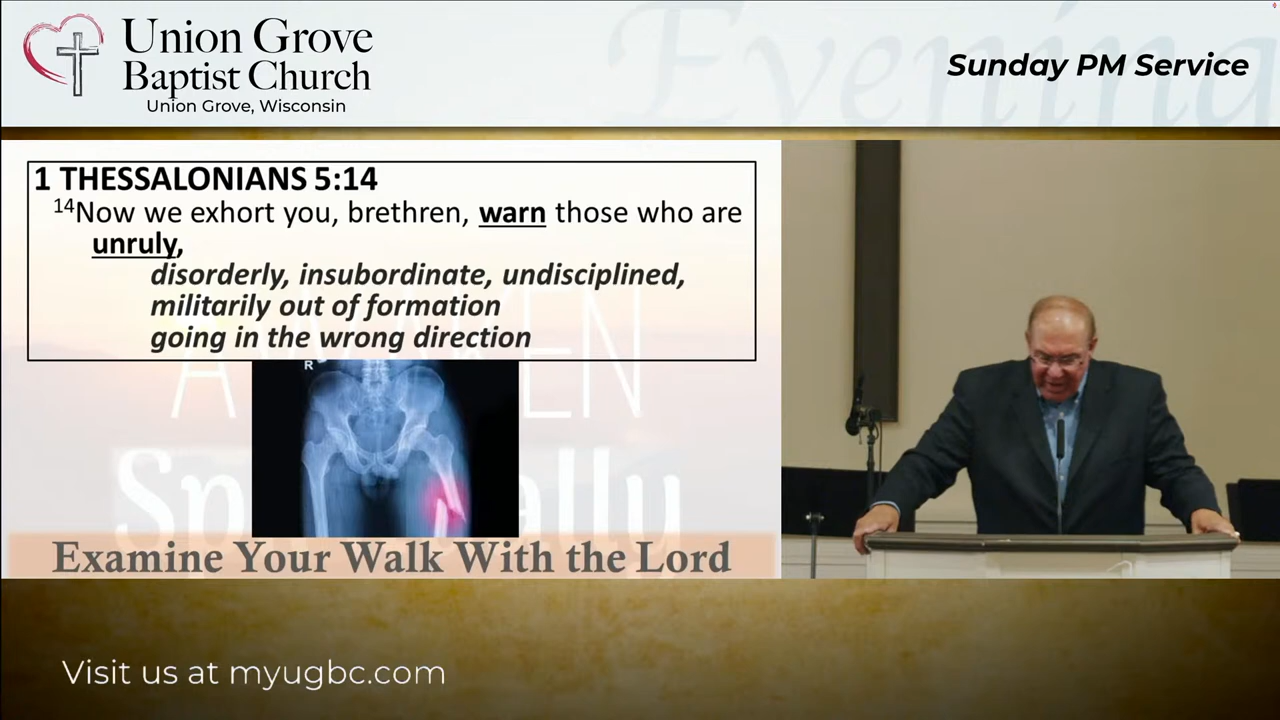 Union Grove
Baptist Church
Union Grove, Wisconsin
Evening
Sunday PM Service
1 THESSALONIANS 5:14
14Now we exhort you, brethren, warn those who are
unruly,
disorderly, insubordinate, undisciplined,
militarily out of formation
going in the wrong direction
R
Examine Your Walk With the Lord
Visit us at myugbc.com